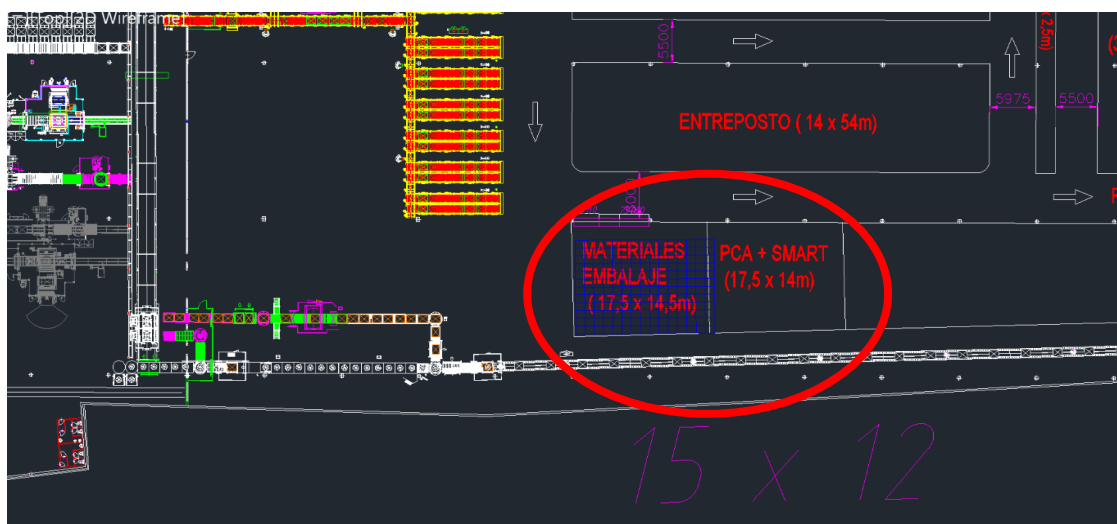 [Top] [2D Wireframe]
5500
x 2,5m)
(3
5975
5500
ENTREPOSTO ( 14 x 54m)
MATERIALES
EMBALAJE
( 17,5 x 14,5m)
PCA + SMART
(17,5 x 14m)
15 x 12